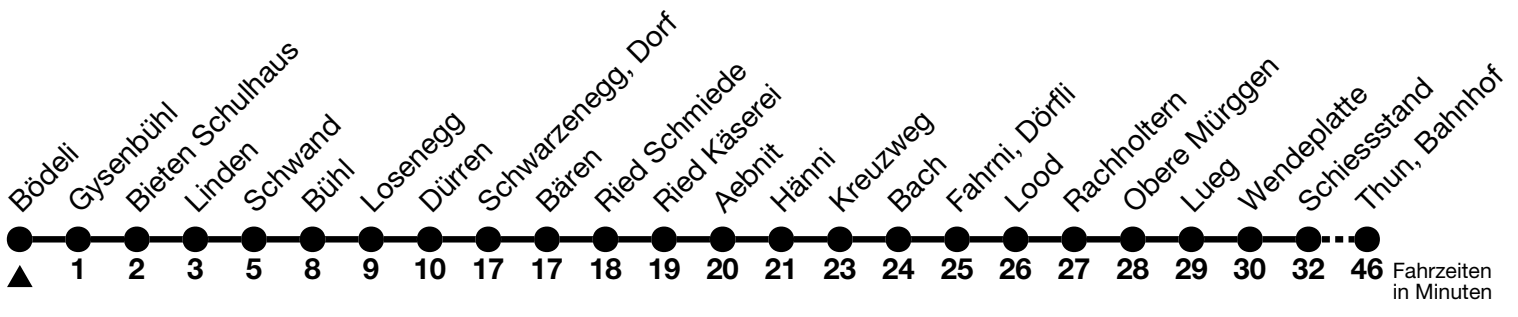 Bödeli
Gysenbühl
Bieten Schulhaus
Linden
Schwand
Bühl
Losenegg
Dürren
Schwarzenegg, Dorf
Bären
Ried Schmiede
Ried Käserei
Aebnit
Hänni
Kreuzweg
Bach
Fahrni, Dörfli
Lood
Rachholtern
Obere Mürggen
Lueg
Wendeplatte
Schiessstand
Thun, Bahnhof
1 2 3 5 8 9 10 17 17 18 19 20 21 23 24 25 26 27 28 29 30 32 46 Fahrzeiten
in Minuten